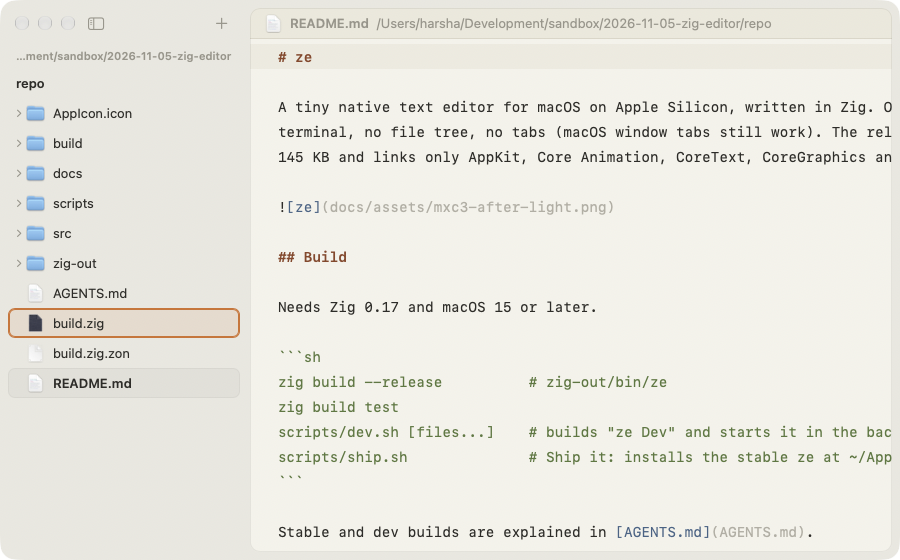 ...ment/sandbox/2026-11-05-zig-editor
repo
AppIcon.icon
build
docs
scripts
src
zig-out
AGENTS.md
build.zig
build.zig.zon
README.md
README.md /Users/harsha/Development/sandbox/2026-11-05-zig-editor/repo
# ze
A tiny native text editor for macOS on Apple Silicon, written in Zig. O
terminal, no file tree, no tabs (macOS window tabs still work). The rel
145 KB and links only AppKit, Core Animation, CoreText, CoreGraphics an
![ze](docs/assets/mxc3-after-light.png)
## Build
Needs Zig 0.17 and macOS 15 or later.
```sh
zig build --release # zig-out/bin/ze
zig build test
scripts/dev.sh [files...] # builds "ze Dev" and starts it in the bac
scripts/ship.sh # Ship it: installs the stable ze at ~/App
```
Stable and dev builds are explained in [AGENTS.md](AGENTS.md).